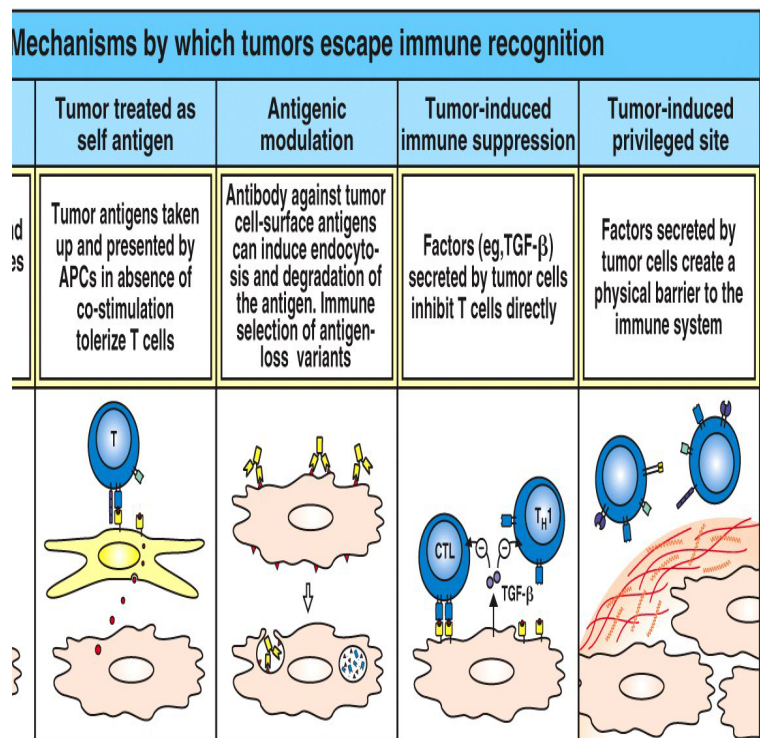 Mechanisms by which tumors escape immune recognition
Tumor treated as
self antigen
Antigenic
modulation
Tumor-induced
immune suppression
Tumor-induced
privileged site
Tumor antigens taken
up and presented by
APCs in absence of
co-stimulation
tolerize T cells
Antibody against tumor
cell-surface antigens
can induce endocyto-
sis and degradation of
the antigen. Immune
selection of antigen-
loss variants
Factors (eg,TGF-β)
secreted by tumor cells
inhibit T cells directly
Factors secreted by
tumor cells create a
physical barrier to the
immune system
T
CTL
TH1
TGF-β